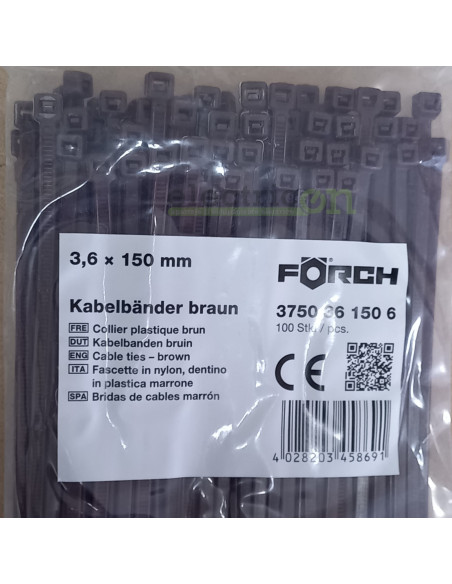 3,6 × 150 mm
FÖRCH
Kabelbänder braun
3750 36 150 6
100 Stk / pcs.
FRE Collier plastique brun
DUT Kabelbanden bruin
ENG Cable ties – brown
ITA Fascette in nylon, dentino
in plastica marrone
SPA Bridas de cables marrón
CE
4 028203 458691